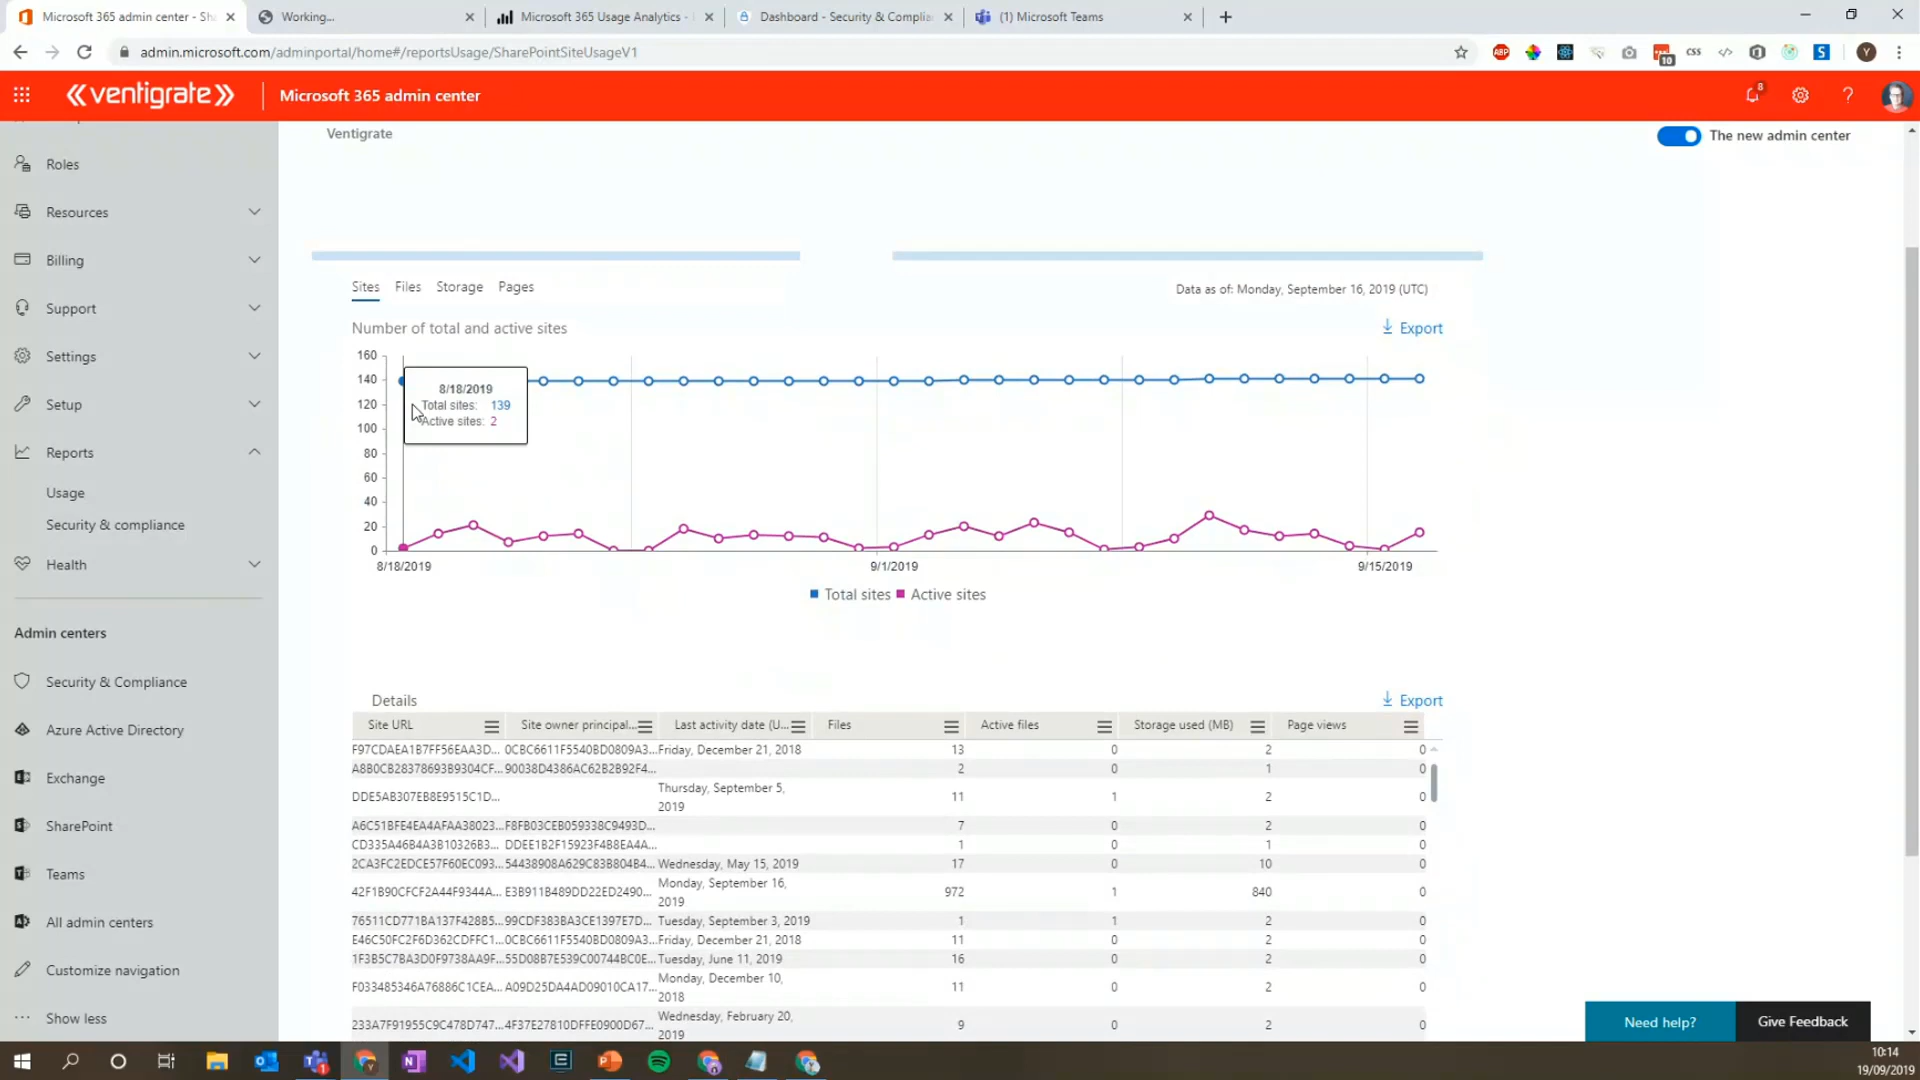 Microsoft 365 admin center - Sha
Working...
Microsoft 365 Usage Analytics -
Dashboard - Security & Complia
(1) Microsoft Teams
admin.microsoft.com/adminportal/home#/reportsUsage/SharePointSiteUsageV1
ABP
10
CSS
S
Y
ventigrate
Microsoft 365 admin center
8
?
Ventigrate
The new admin center
Roles
Resources
Billing
Support
Settings
Setup
Reports
Usage
Security & compliance
Health
Admin centers
Security & Compliance
Azure Active Directory
Exchange
SharePoint
Teams
All admin centers
Customize navigation
Show less
Sites Files Storage Pages
Data as of: Monday, September 16, 2019 (UTC)
Number of total and active sites
Export
160
140
120
100
80
60
40
20
0
8/18/2019
Total sites: 139
Active sites: 2
8/18/2019 9/1/2019 9/15/2019
Total sites Active sites
Details
Export
Site URL Site owner principal... Last activity date (U... Files Active files Storage used (MB) Page views
F97CDAEA1B7FF56EAA3D... 0CBC6611F5540BD0809A3... Friday, December 21, 2018 13 0 2 0
A8B0CB28378693B9304CF... 90038D4386AC62B2B92F4... 2 0 1 0
DDE5AB307EB8E9515C1D... Thursday, September 5, 2019 11 1 2 0
A6C51BFE4EA4AFAA38023... F8FB03CEB059338C9493D... 7 0 2 0
CD335A46B4A3B10326B3... DDEE1B2F15923F4B8EA4A... 1 0 1 0
2CA3FC2EDCE57F60EC093... 54438908A629C83B804B4... Wednesday, May 15, 2019 17 0 10 0
42F1B90CFCF2A44F9344A... E3B911B489DD22ED2490... Monday, September 16, 2019 972 1 840 0
76511CD771BA137F428B5... 99CDF383BA3CE1397E7D... Tuesday, September 3, 2019 1 1 2 0
E46C50FC2F6D362CDFFC1... 0CBC6611F5540BD0809A3... Friday, December 21, 2018 11 0 2 0
1F3B5C7BA3D0F9738AA9F... 55D08B7E539C00744BC0E... Tuesday, June 11, 2019 16 0 2 0
F033485346A76886C1CEA... A09D25DA4AD09010CA17... Monday, December 10, 2018 11 0 2 0
233A7F91955C9C478D747... 4F37E27810DFFE0900D67... Wednesday, February 20, 2019 9 0 2 0
Need help?
Give Feedback
10:14
19/09/2019